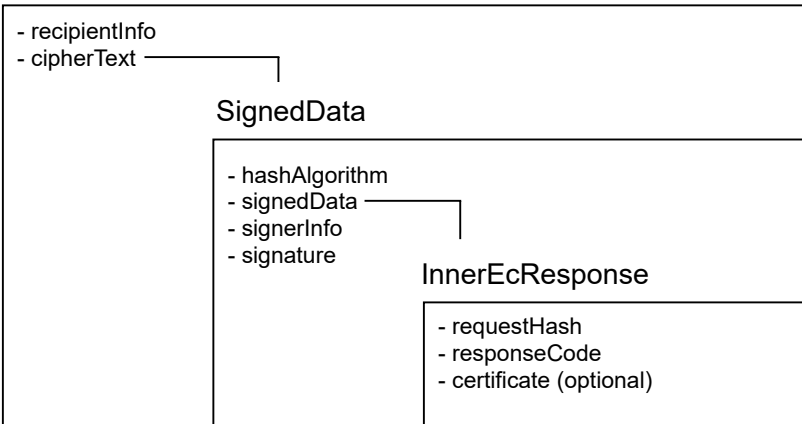 - recipientInfo
- cipherText
SignedData
- hashAlgorithm
- signedData
- signerInfo
- signature
InnerEcResponse
- requestHash
- responseCode
- certificate (optional)